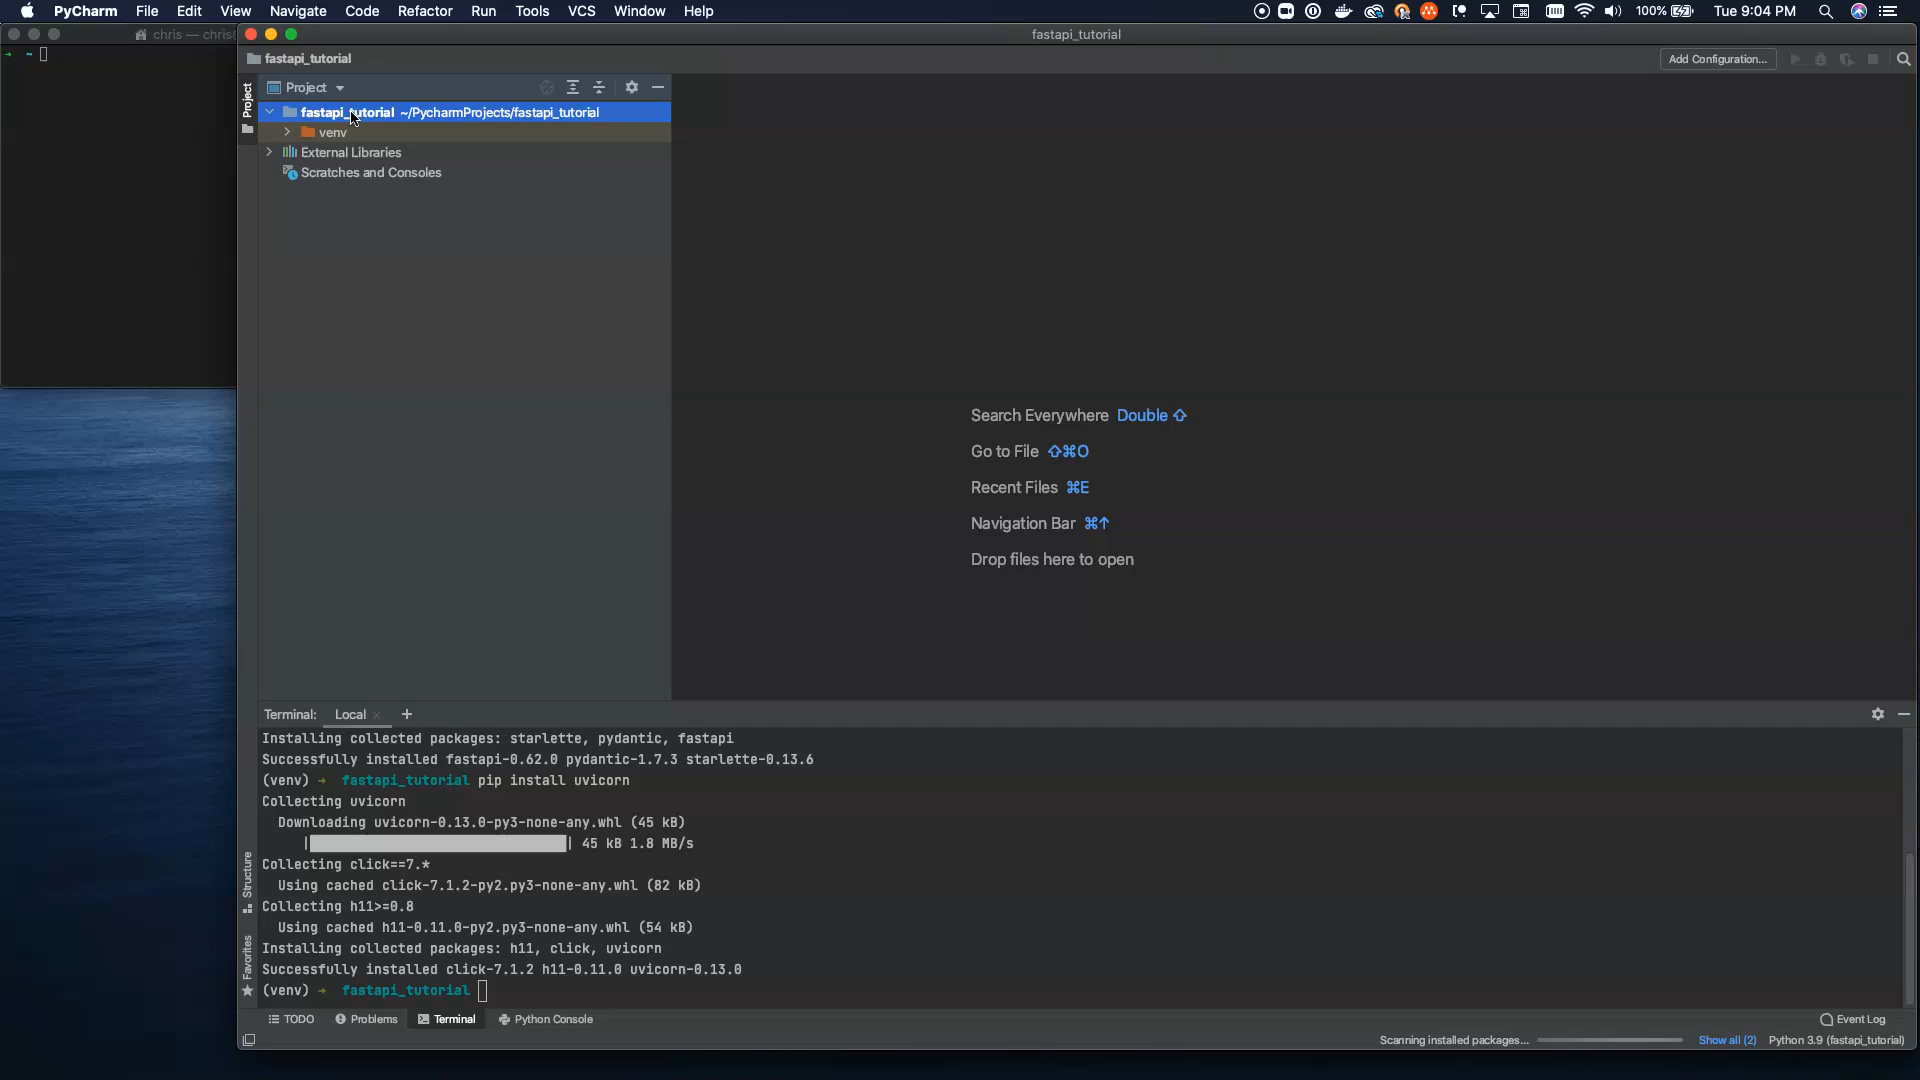 PyCharm File Edit View Navigate Code Refactor Run Tools VCS Window Help 100% Tue 9:04 PM
chris — chris(
fastapi_tutorial
→ ~
fastapi_tutorial
Add Configuration...
Project
Project
fastapi_tutorial ~/PycharmProjects/fastapi_tutorial
venv
External Libraries
Scratches and Consoles
Search Everywhere Double ⇧
Go to File ⇧⌘O
Recent Files ⌘E
Navigation Bar ⌘↑
Drop files here to open
Terminal: Local × +
Installing collected packages: starlette, pydantic, fastapi
Successfully installed fastapi-0.62.0 pydantic-1.7.3 starlette-0.13.6
(venv) → fastapi_tutorial pip install uvicorn
Collecting uvicorn
Downloading uvicorn-0.13.0-py3-none-any.whl (45 kB)
| | 45 kB 1.8 MB/s
Collecting click==7.*
Using cached click-7.1.2-py2.py3-none-any.whl (82 kB)
Collecting h11>=0.8
Using cached h11-0.11.0-py2.py3-none-any.whl (54 kB)
Installing collected packages: h11, click, uvicorn
Successfully installed click-7.1.2 h11-0.11.0 uvicorn-0.13.0
(venv) → fastapi_tutorial
Structure
Favorites
TODO Problems Terminal Python Console Event Log
Scanning installed packages... Show all (2) Python 3.9 (fastapi_tutorial)